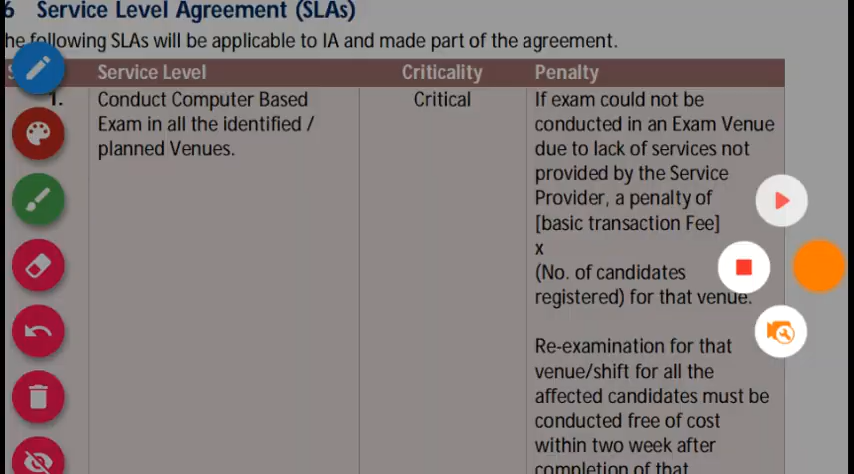 6 Service Level Agreement (SLAs)
he following SLAs will be applicable to IA and made part of the agreement.
S Service Level Criticality Penalty
1. Conduct Computer Based Exam in all the identified / planned Venues.
Critical
If exam could not be
conducted in an Exam Venue
due to lack of services not
provided by the Service
Provider, a penalty of
[basic transaction Fee]
x
(No. of candidates
registered) for that venue.
Re-examination for that
venue/shift for all the
affected candidates must be
conducted free of cost
within two week after
completion of that